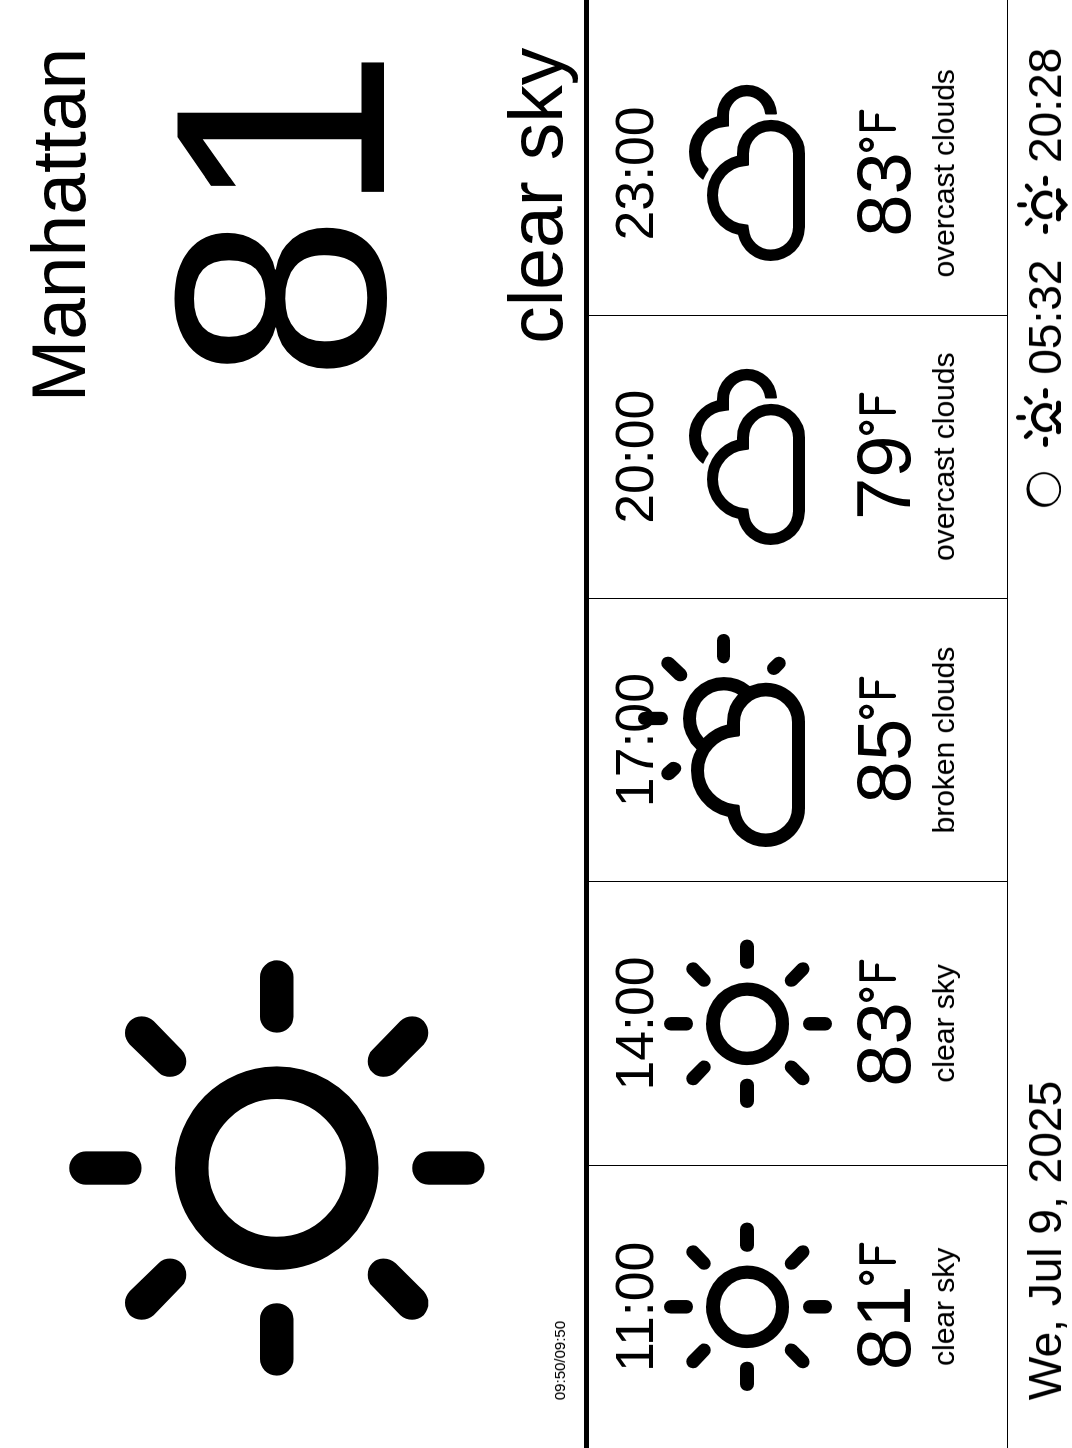 Manhattan
81
clear sky
09:50/09:50
11:00
81°F
clear sky
14:00
83°F
clear sky
17:00
85°F
broken clouds
20:00
79°F
overcast clouds
23:00
83°F
overcast clouds
We, Jul 9, 2025
05:32 20:28